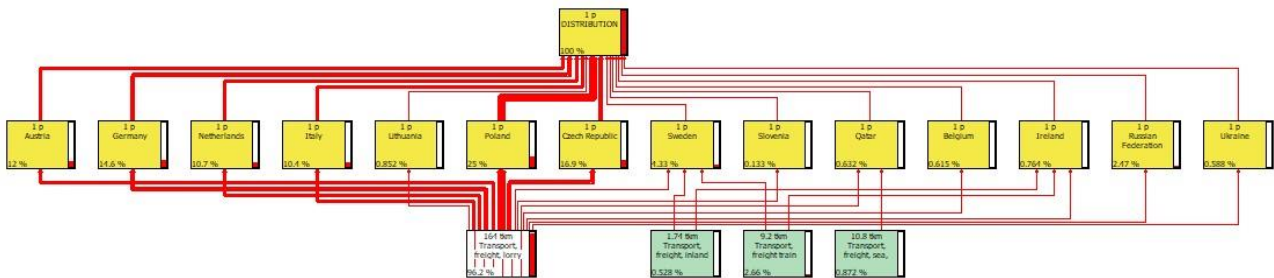 1 p
DISTRIBUTION
100 %
1 p
Austria
12 %
1 p
Germany
14.6 %
1 p
Netherlands
10.7 %
1 p
Italy
10.4 %
1 p
Lithuania
0.852 %
1 p
Poland
25 %
1 p
Czech Republic
16.9 %
1 p
Sweden
4.33 %
1 p
Slovenia
0.133 %
1 p
Qatar
0.632 %
1 p
Belgium
0.615 %
1 p
Ireland
0.764 %
1 p
Russian
Federation
2.47 %
1 p
Ukraine
0.588 %
164 tkm
Transport,
freight, lorry
96.2 %
1.74 tkm
Transport,
freight, inland
0.528 %
9.2 tkm
Transport,
freight train
2.66 %
10.8 tkm
Transport,
freight, sea,
0.872 %